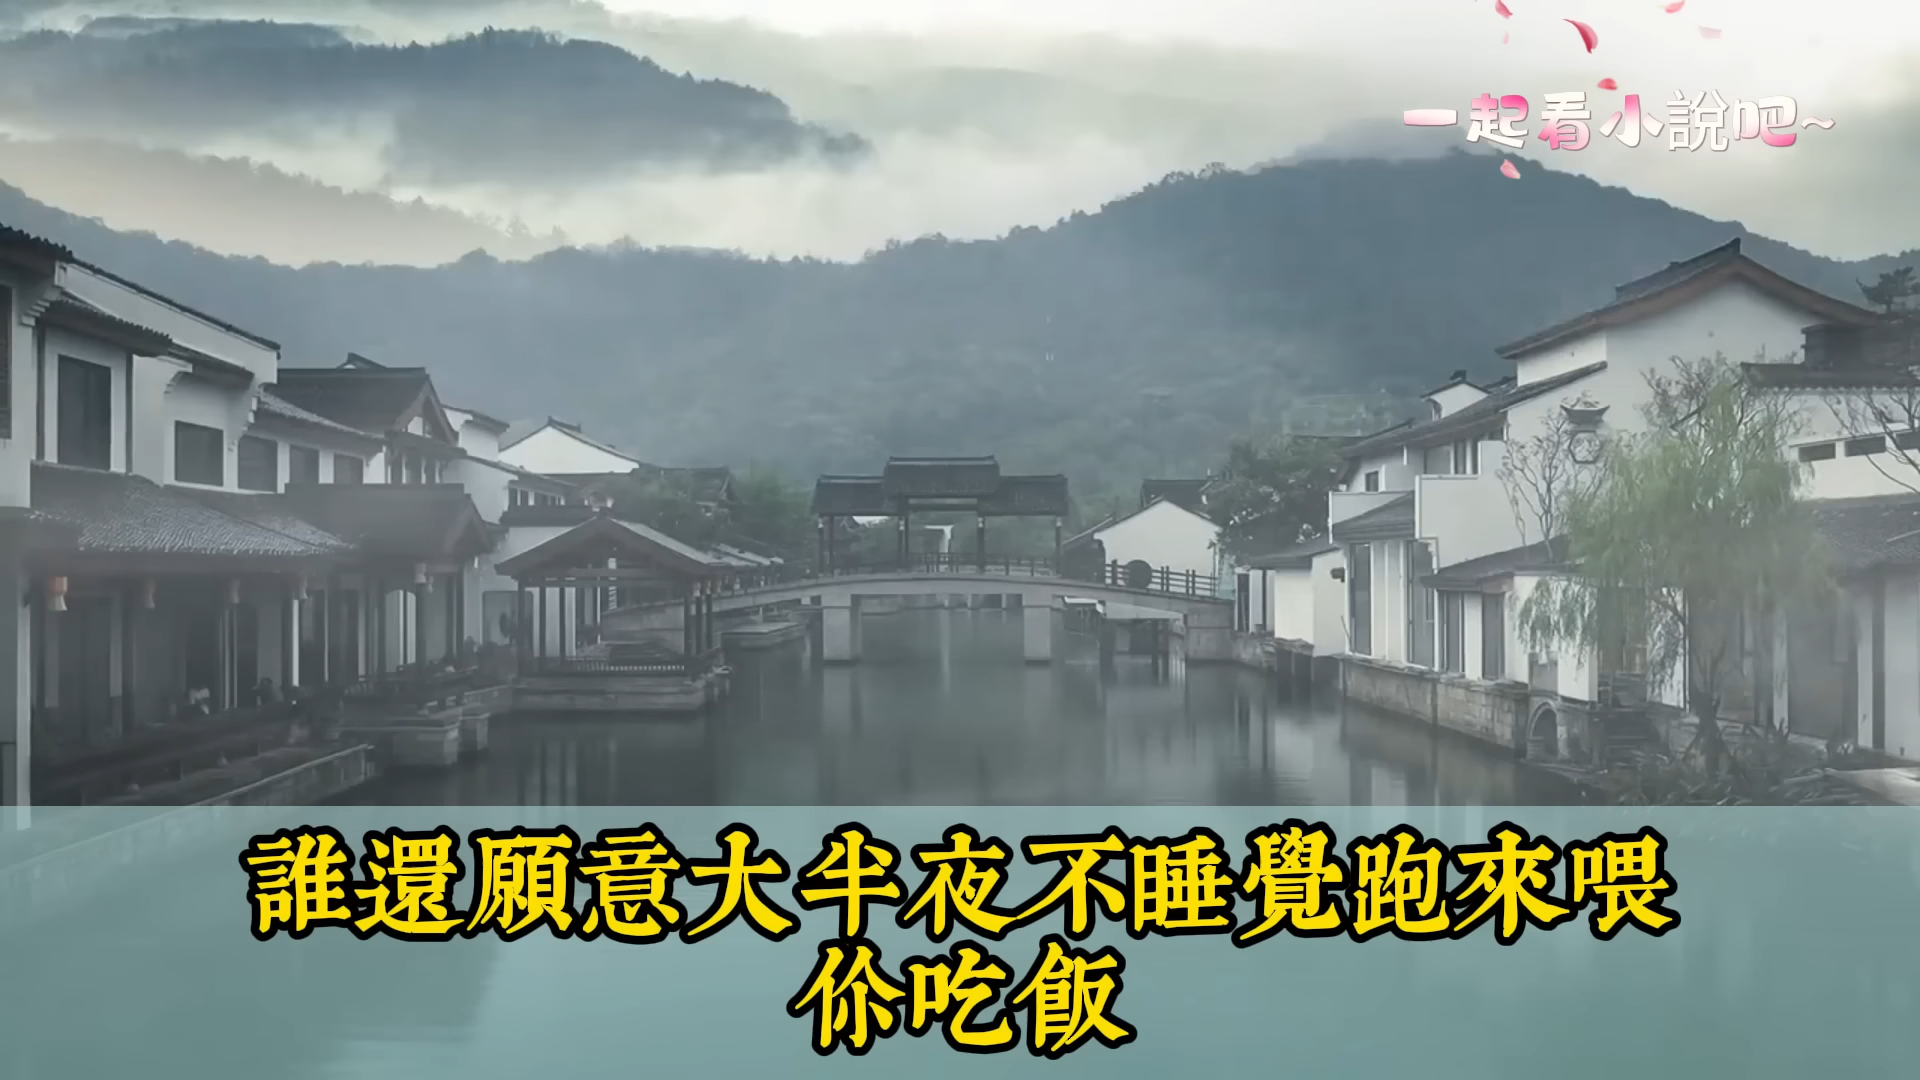 一起看小說吧~
誰還願意大半夜不睡覺跑來喂
你吃飯